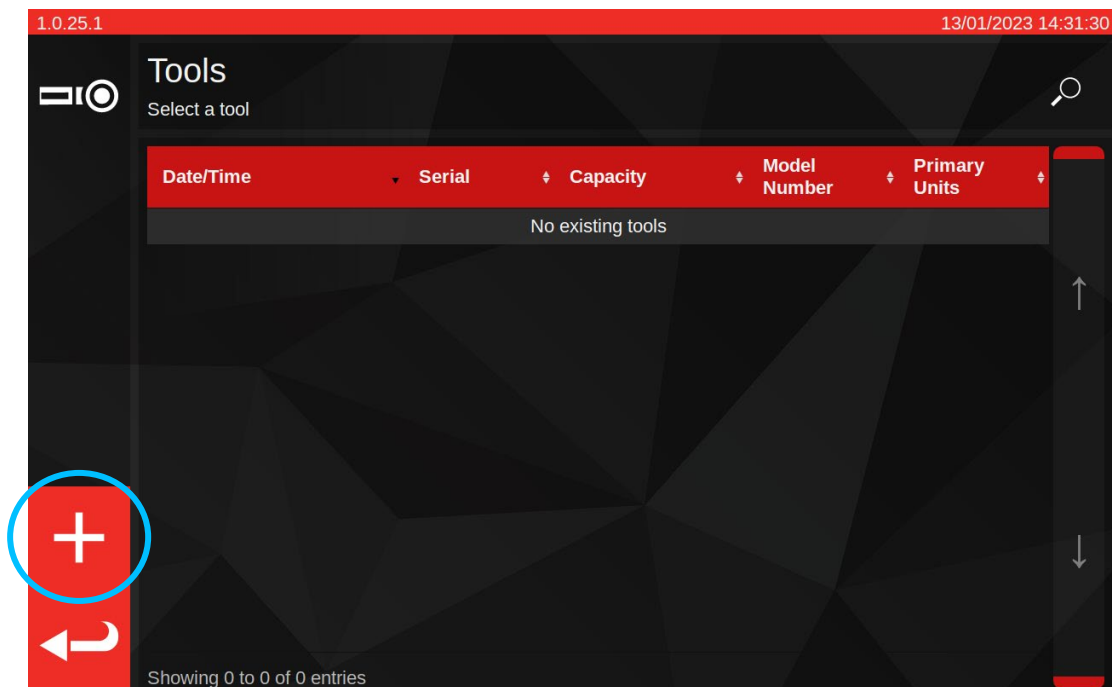 1.0.25.1 13/01/2023 14:31:30
Tools
Select a tool
Date/Time Serial Capacity Model Number Primary Units
No existing tools
Showing 0 to 0 of 0 entries